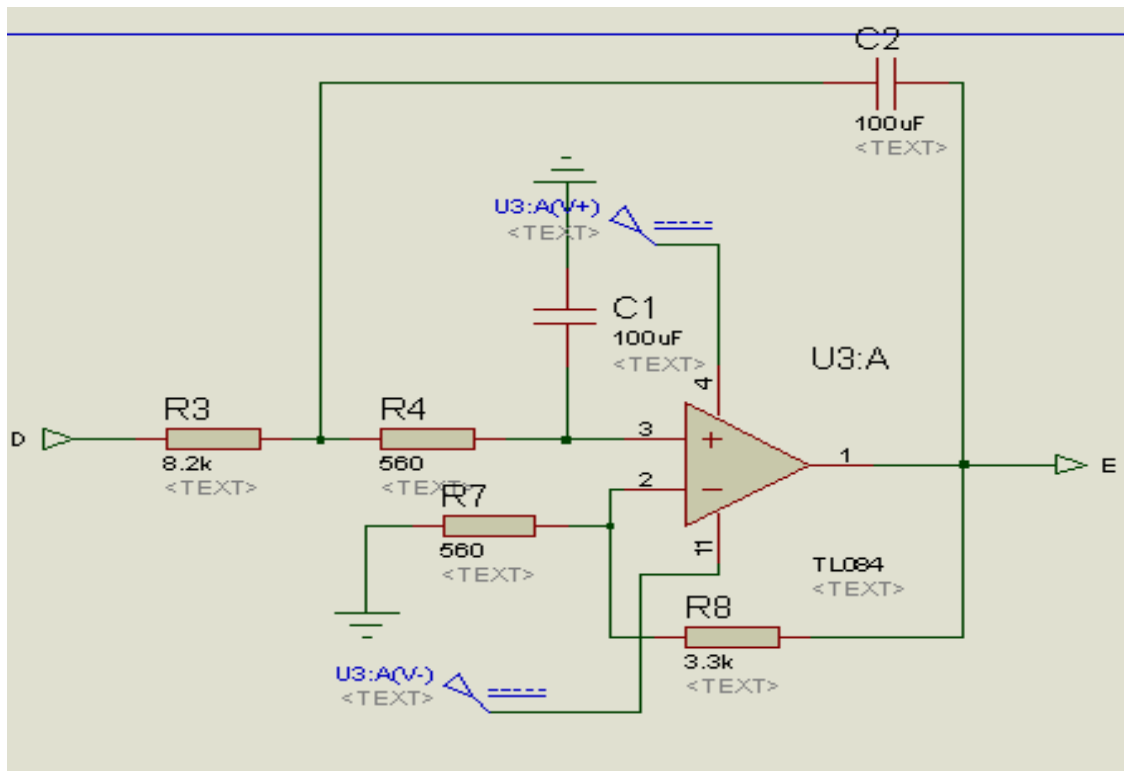 C2
100uF
<TEXT>
U3:A(V+)
<TEXT>
C1
100uF
<TEXT>
4
U3:A
D
R3
8.2k
<TEXT>
R4
560
<TEXT>
3
+
1
E
2
−
R7
560
<TEXT>
11
TL084
<TEXT>
R8
3.3k
<TEXT>
U3:A(V-)
<TEXT>